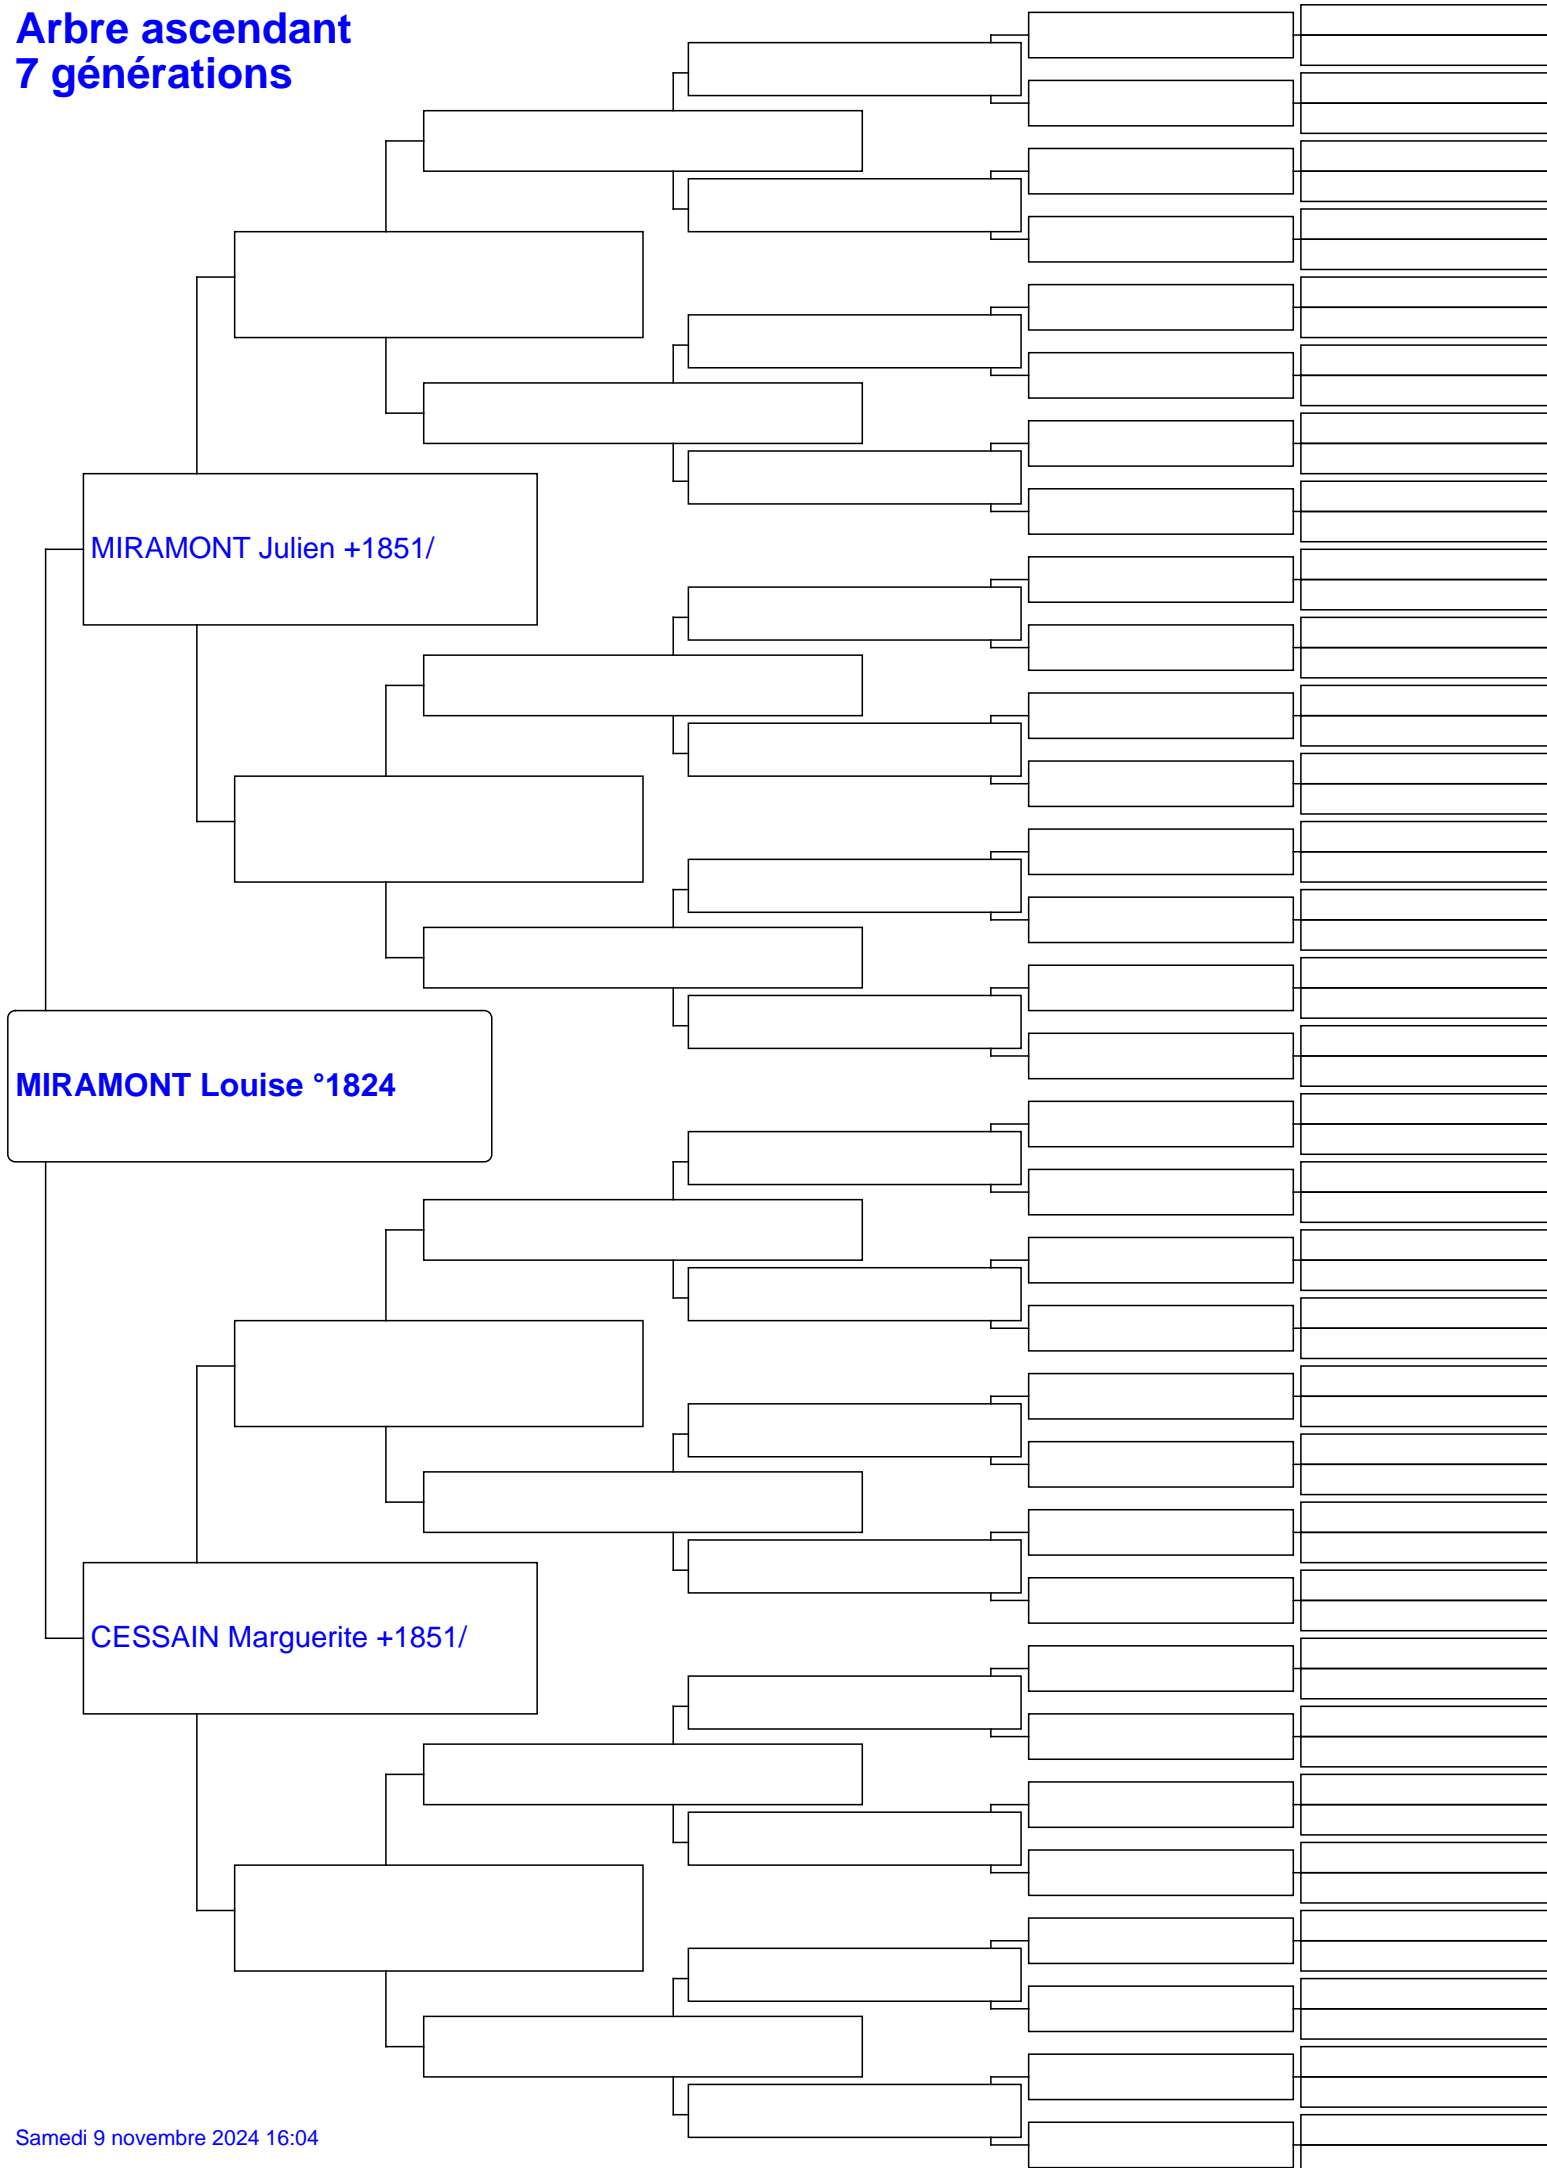 Arbre ascendant
7 générations
MIRAMONT Julien +1851/
MIRAMONT Louise °1824
CESSAIN Marguerite +1851/
Samedi 9 novembre 2024 16:04